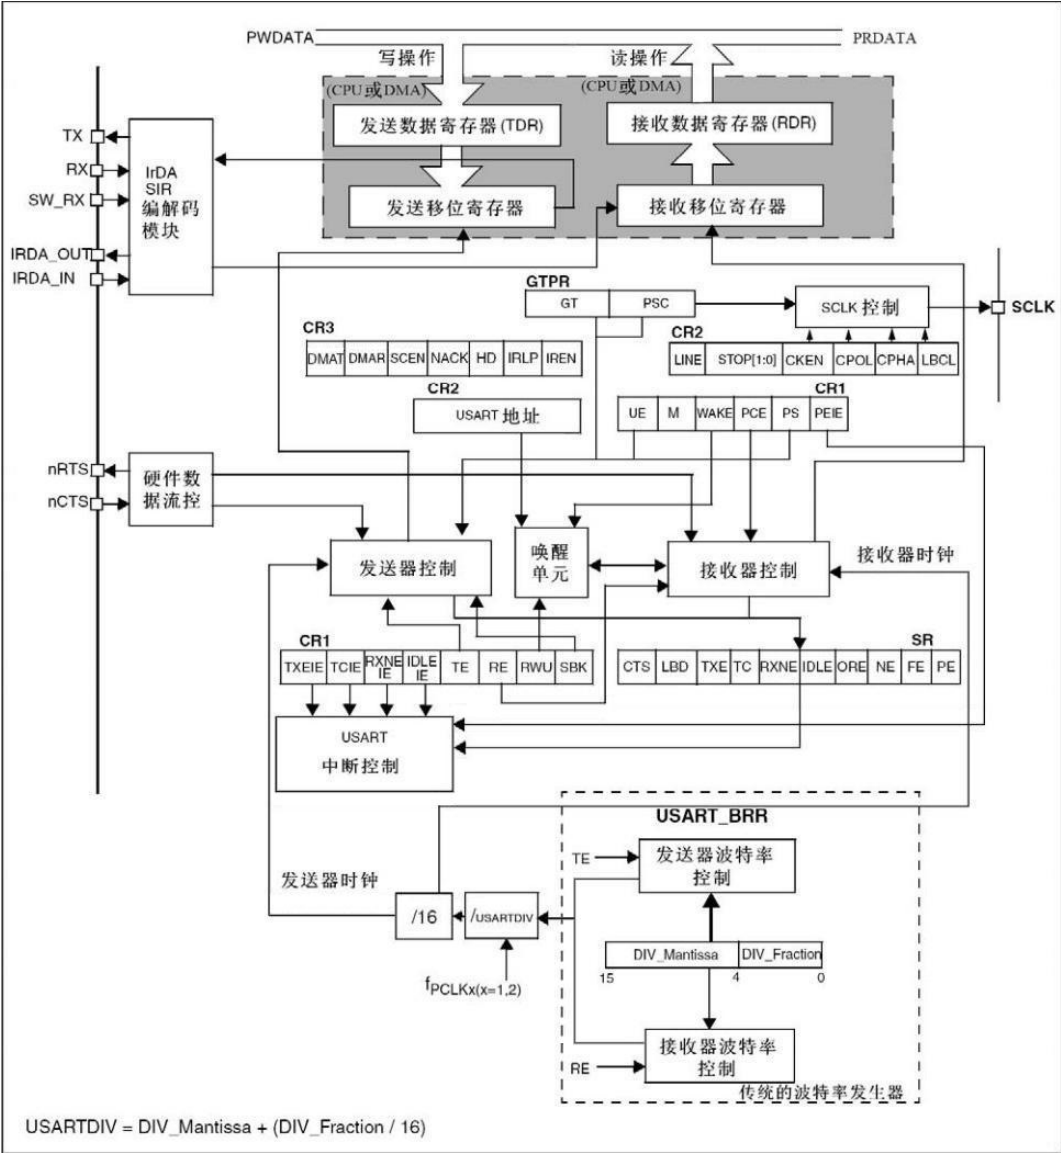 PWDATA
PRDATA
写操作
读操作
(CPU或DMA)
(CPU或DMA)
发送数据寄存器(TDR)
接收数据寄存器(RDR)
TX
RX
SW_RX
IRDA_OUT
IRDA_IN
IrDA
SIR
编解码
模块
发送移位寄存器
接收移位寄存器
GTPR
GT
PSC
SCLK 控制
SCLK
CR3
DMAT
DMAR
SCEN
NACK
HD
IRLP
IREN
CR2
LINE
STOP[1:0]
CKEN
CPOL
CPHA
LBCL
CR2
USART 地址
CR1
UE
M
WAKE
PCE
PS
PEIE
nRTS
nCTS
硬件数
据流控
发送器控制
唤醒
单元
接收器控制
接收器时钟
CR1
TXEIE
TCIE
RXNE
IE
IDLE
IE
TE
RE
RWU
SBK
SR
CTS
LBD
TXE
TC
RXNE
IDLE
ORE
NE
FE
PE
USART
中断控制
USART_BRR
TE
发送器波特率
控制
发送器时钟
/16
/USARTDIV
fPCLKx(x=1,2)
DIV_Mantissa
DIV_Fraction
15
4
0
RE
接收器波特率
控制
传统的波特率发生器
USARTDIV = DIV_Mantissa + (DIV_Fraction / 16)